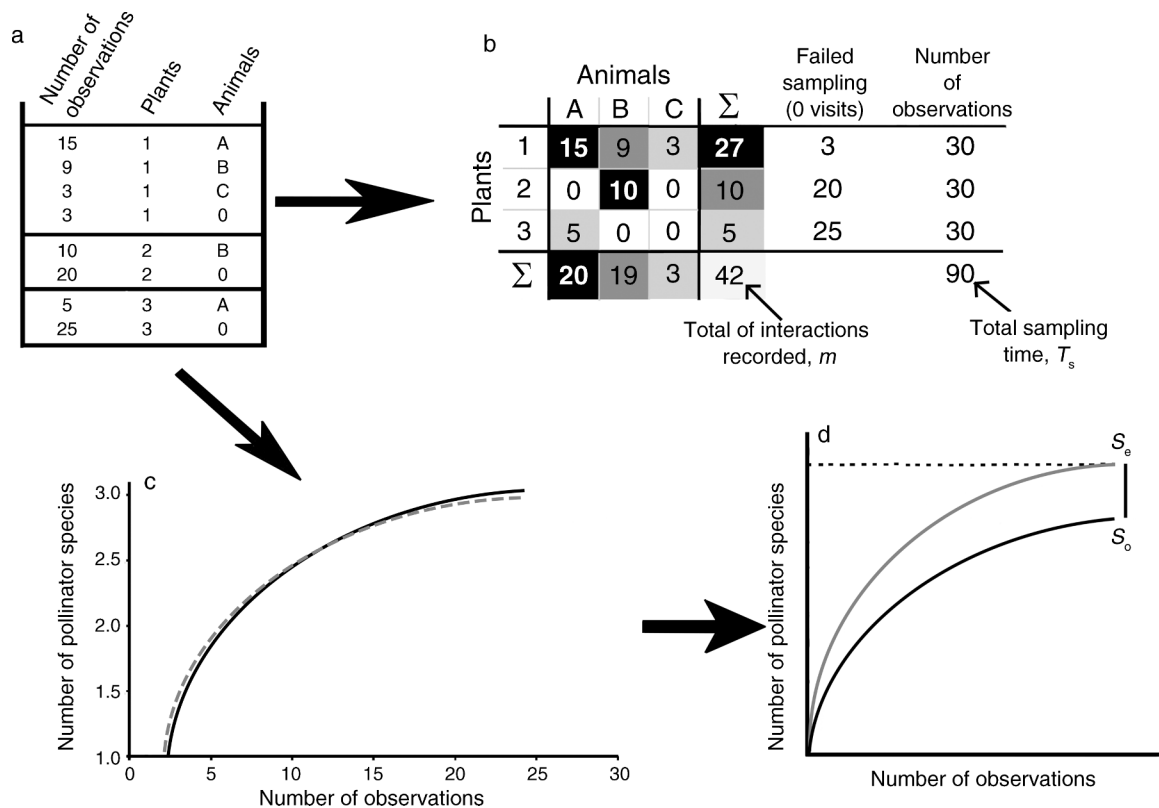 a
Number of
observations
Plants
Animals
15 1 A
9 1 B
3 1 C
3 1 0
10 2 B
20 2 0
5 3 A
25 3 0
b
Animals
Failed
sampling
(0 visits)
Number
of
observations
A B C Σ
Plants
1 15 9 3 27 3 30
2 0 10 0 10 20 30
3 5 0 0 5 25 30
Σ 20 19 3 42 90
Total of interactions
recorded, m
Total sampling
time, Ts
c
Number of pollinator species
3.0
2.5
2.0
1.5
1.0
0 5 10 15 20 25 30
Number of observations
d
Number of pollinator species
Se
So
Number of observations